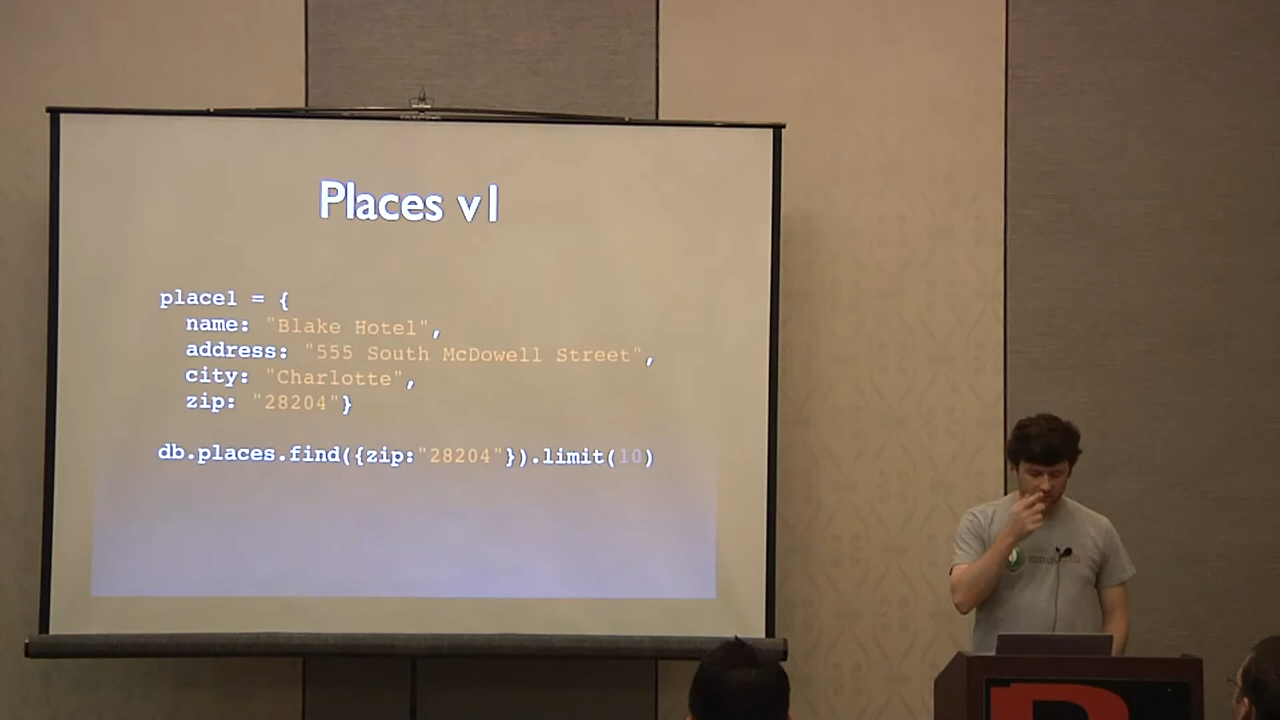 Places v1
place1 = {
name: "Blake Hotel",
address: "555 South McDowell Street",
city: "Charlotte",
zip: "28204"}
db.places.find({zip:"28204"}).limit(10)